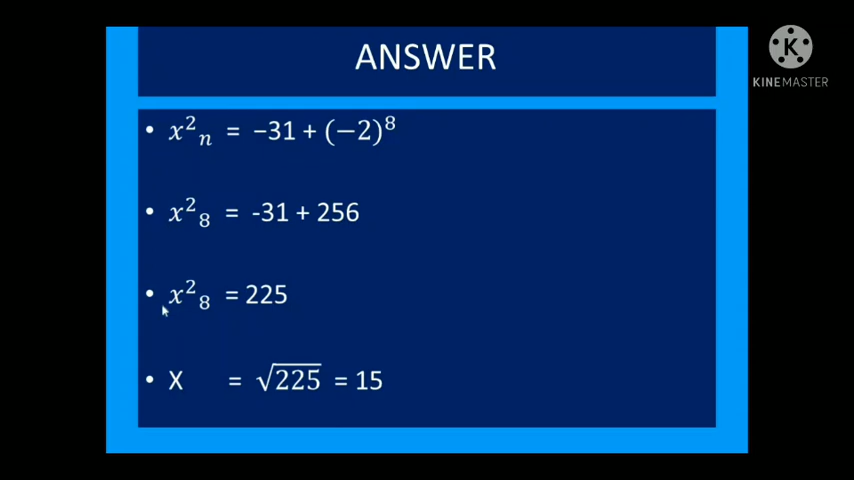 ANSWER
K
KINEMASTER
• x²ₙ = −31 + (−2)⁸
• x²₈ = -31 + 256
• x²₈ = 225
• X = √225 = 15